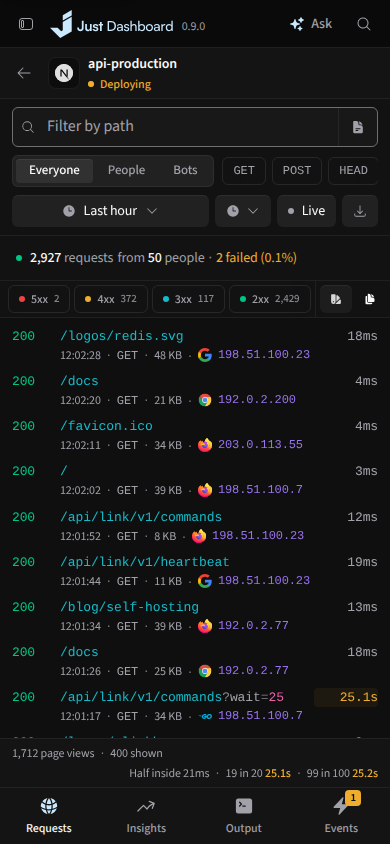 Just Dashboard 0.9.0 Ask
N api-production
Deploying
Filter by path
Everyone People Bots GET POST HEAD
Last hour Live
2,927 requests from 50 people · 2 failed (0.1%)
5xx 2 4xx 372 3xx 117 2xx 2,429
200 /logos/redis.svg 18ms
12:02:28 · GET · 48 KB · 198.51.100.23
200 /docs 4ms
12:02:20 · GET · 21 KB · 192.0.2.200
200 /favicon.ico 4ms
12:02:11 · GET · 34 KB · 203.0.113.55
200 / 3ms
12:02:02 · GET · 39 KB · 198.51.100.7
200 /api/link/v1/commands 12ms
12:01:52 · GET · 8 KB · 198.51.100.23
200 /api/link/v1/heartbeat 19ms
12:01:44 · GET · 11 KB · 198.51.100.23
200 /blog/self-hosting 13ms
12:01:34 · GET · 39 KB · 192.0.2.77
200 /docs 18ms
12:01:26 · GET · 25 KB · 192.0.2.77
200 /api/link/v1/commands?wait=25 25.1s
12:01:17 · GET · 34 KB · GO 198.51.100.7
1,712 page views · 400 shown
Half inside 21ms · 19 in 20 25.1s · 99 in 100 25.2s
1
Requests Insights Output Events